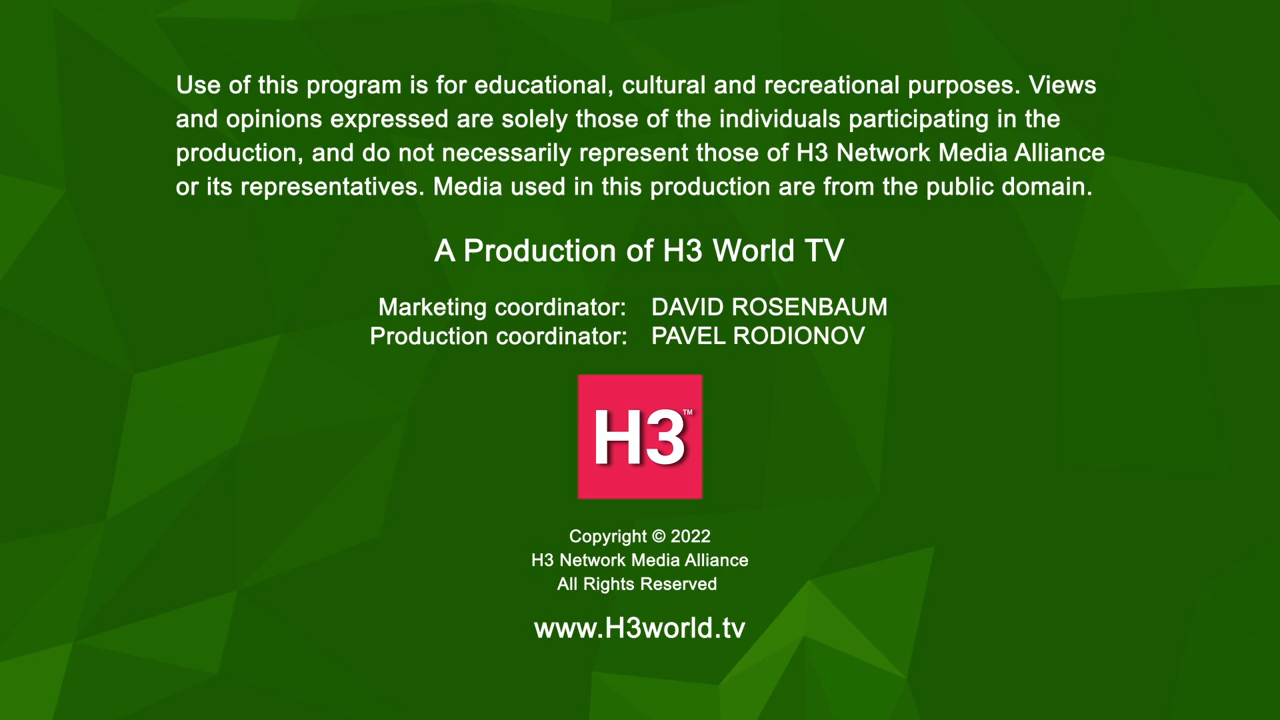 Use of this program is for educational, cultural and recreational purposes. Views
and opinions expressed are solely those of the individuals participating in the
production, and do not necessarily represent those of H3 Network Media Alliance
or its representatives. Media used in this production are from the public domain.
A Production of H3 World TV
Marketing coordinator: DAVID ROSENBAUM
Production coordinator: PAVEL RODIONOV
H3™
Copyright © 2022
H3 Network Media Alliance
All Rights Reserved
www.H3world.tv